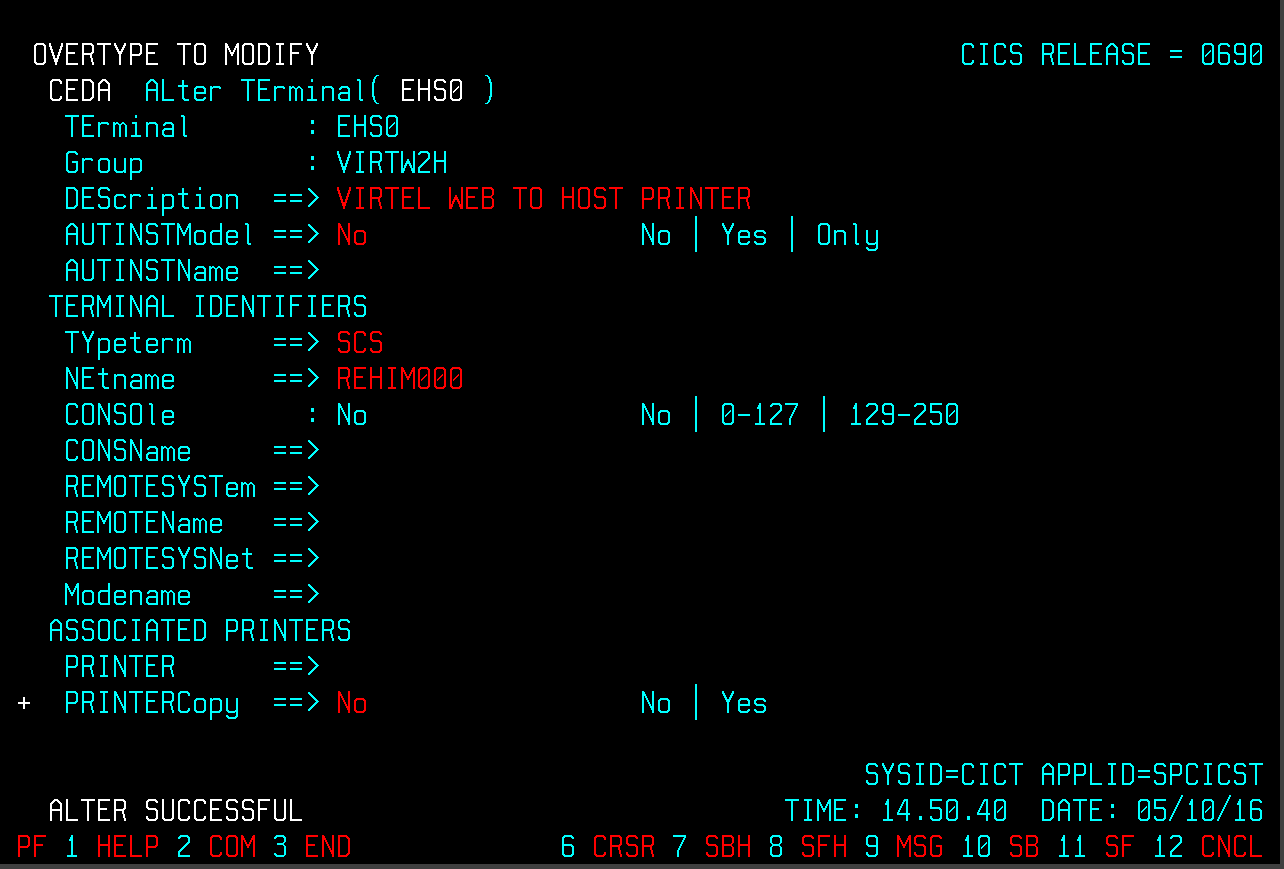 OVERTYPE TO MODIFY                                        CICS RELEASE = 0690
CEDA  ALter TErminal( EHS0 )
TErminal       : EHS0
Group          : VIRTW2H
DEScription  ==> VIRTEL WEB TO HOST PRINTER
AUTINSTModel ==> No                 No | Yes | Only
AUTINSTName  ==>
TERMINAL IDENTIFIERS
TYpeterm     ==> SCS
NEtname      ==> REHIM000
CONSOle        : No                 No | 0-127 | 129-250
CONSName     ==>
REMOTESYSTem ==>
REMOTEName   ==>
REMOTESYSNet ==>
Modename     ==>
ASSOCIATED PRINTERS
PRINTER      ==>
+  PRINTERCopy  ==> No                 No | Yes
SYSID=CICT APPLID=SPCICST
ALTER SUCCESSFUL                              TIME: 14.50.40  DATE: 05/10/16
PF 1 HELP 2 COM 3 END             6 CRSR 7 SBH 8 SFH 9 MSG 10 SB 11 SF 12 CNCL